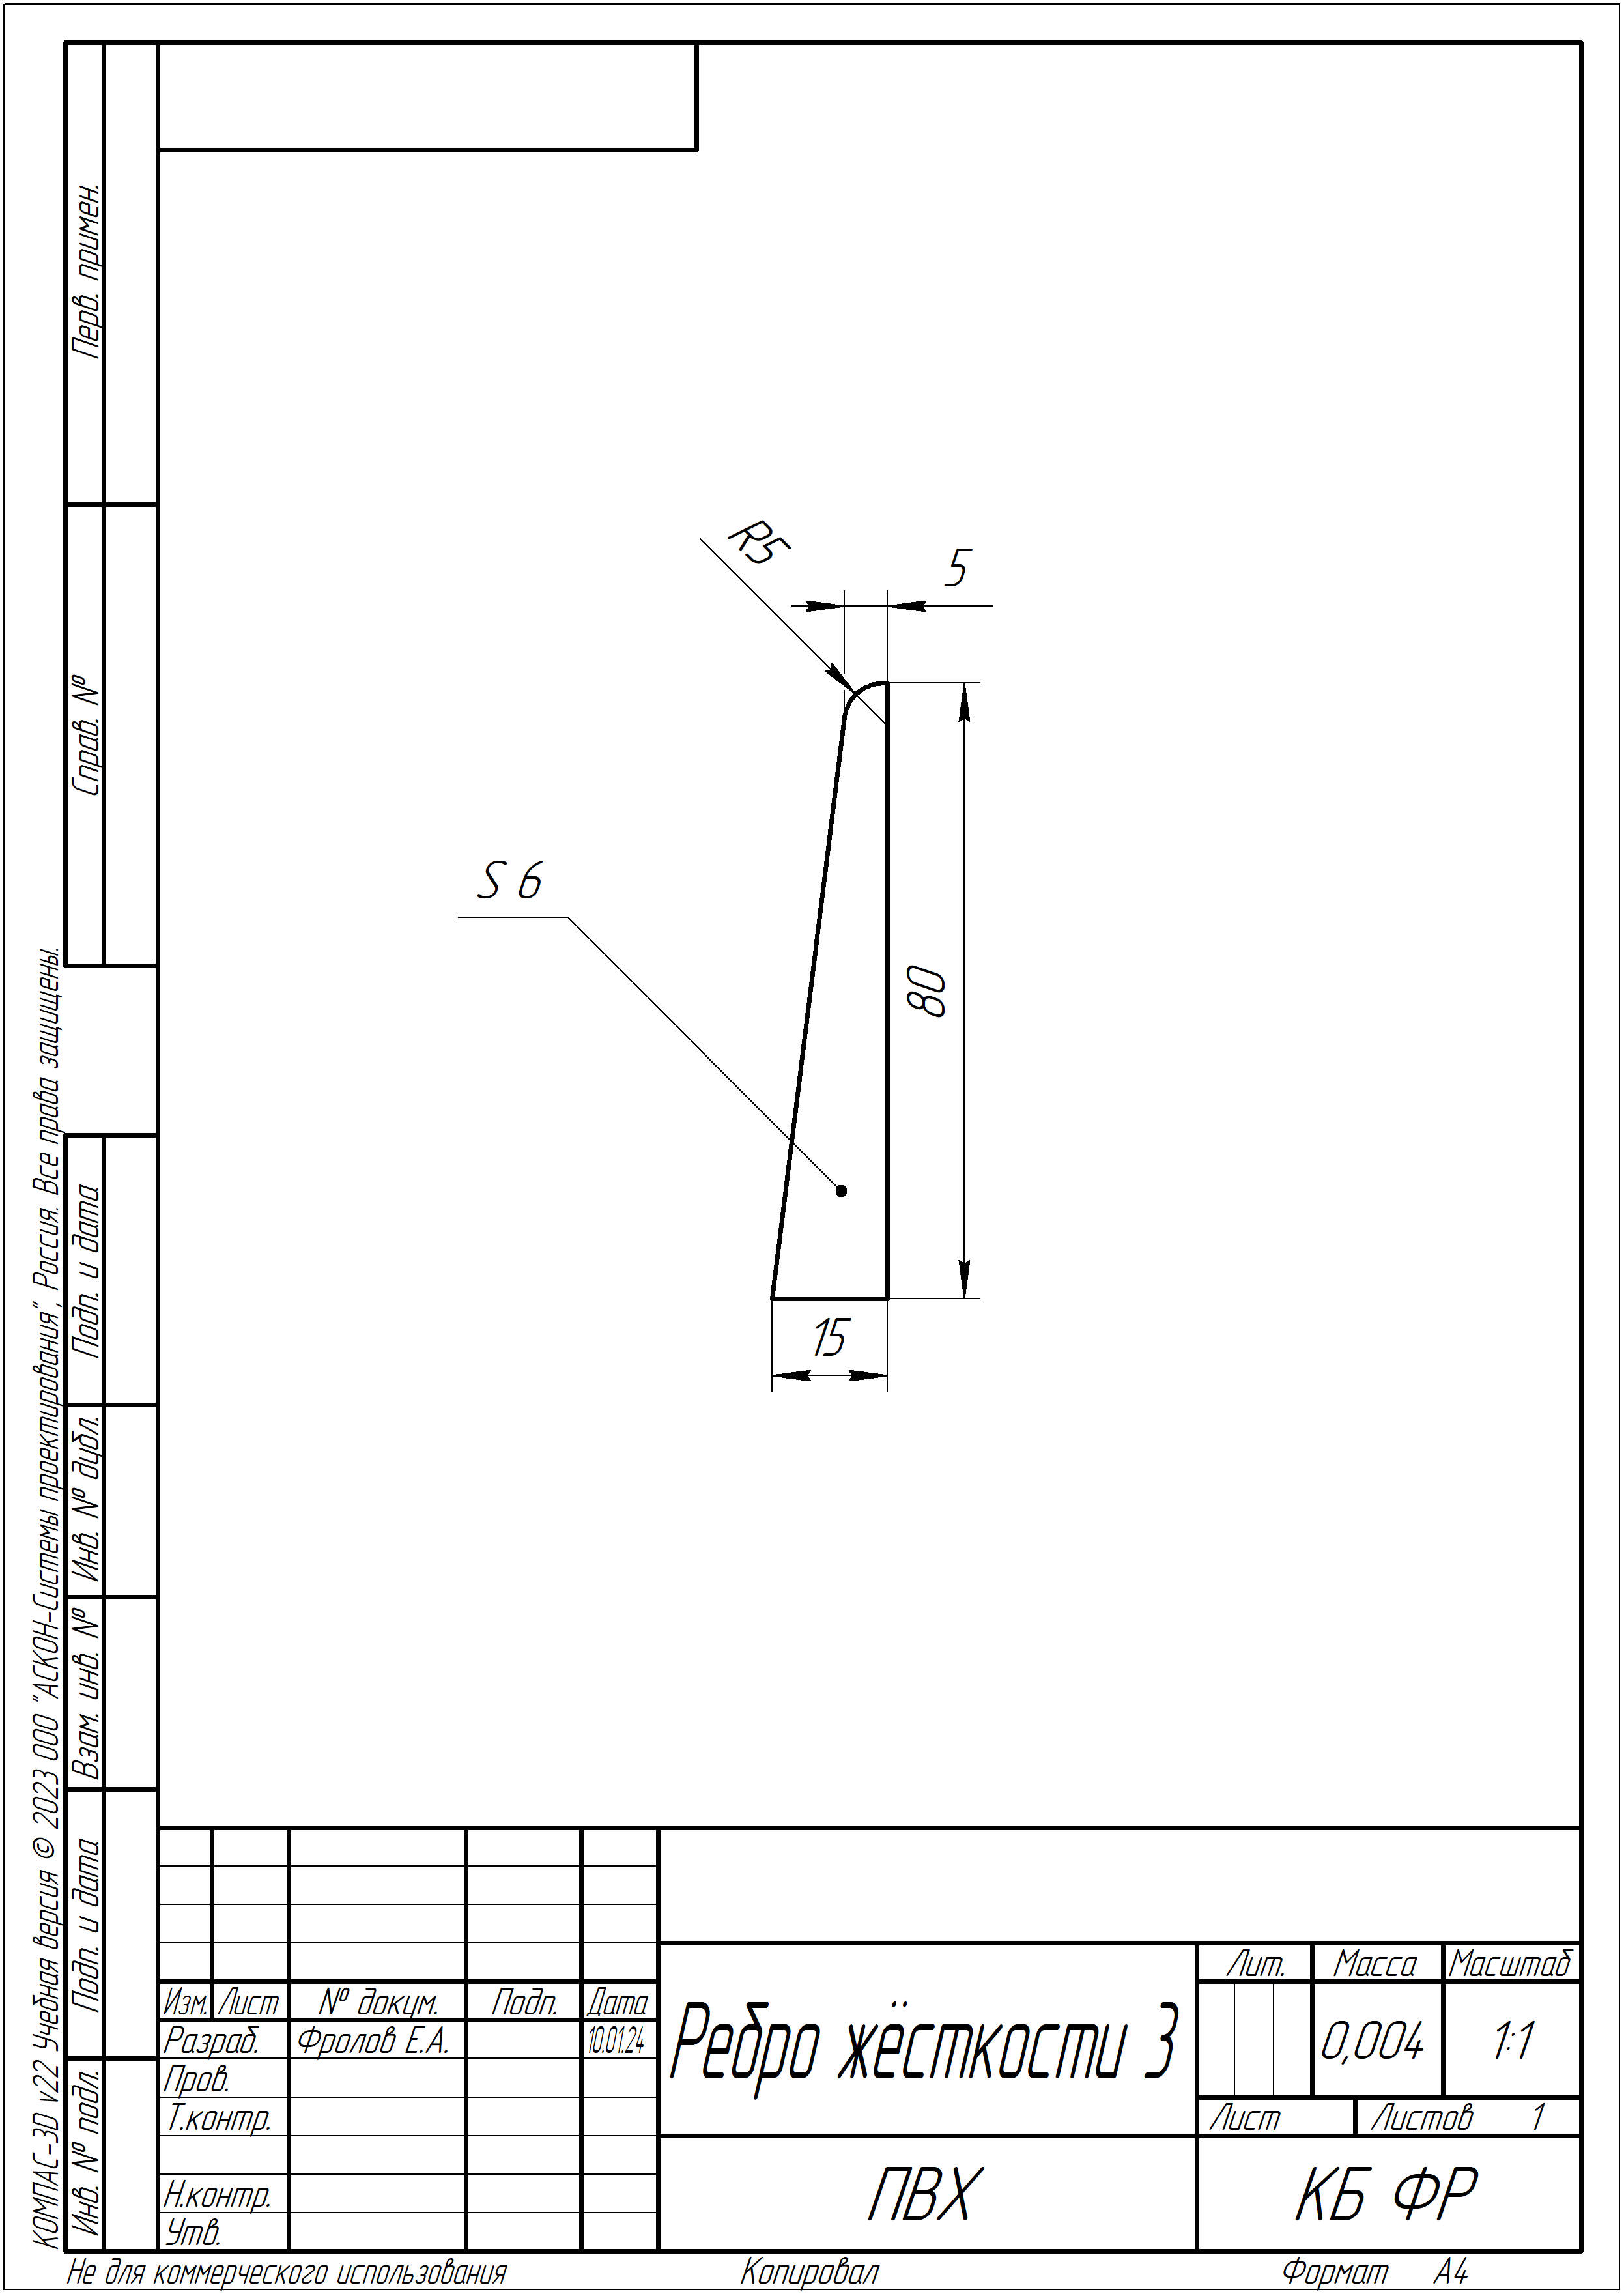 Перв. примен.
Справ. №
Подп. и дата
Инв. № дубл.
Взам. инв. №
Подп. и дата
Инв. № подл.
КОМПАС-3D v22 Учебная версия © 2023 ООО "АСКОН-Системы проектирования", Россия. Все права защищены.
R5
5
S 6
80
15
Изм. Лист № докум. Подп. Дата
Разраб. Фролов Е.А. 10.01.24
Пров.
Т.контр.
Н.контр.
Утв.
Ребро жёсткости 3
Лит. Масса Масштаб
0,004 1:1
Лист Листов 1
ПВХ
КБ ФР
Не для коммерческого использования Копировал Формат А4